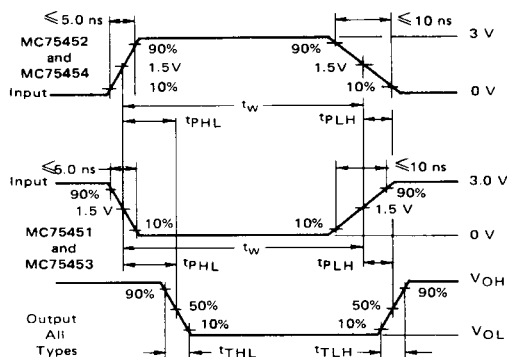 ≤ 5.0 ns
≤10 ns
MC75452
and
MC75454
Input
90%
1.5 V
10%
90%
1.5 V
10%
3 V
0 V
tw
tPHL
tPLH
≤5.0 ns
≤10 ns
Input
90%
1.5 V
10%
90%
1.5 V
10%
3.0 V
0 V
MC75451
and
MC75453
tw
tPHL
tPLH
Output
All
Types
90%
50%
10%
50%
10%
90%
VOH
VOL
tTHL
tTLH